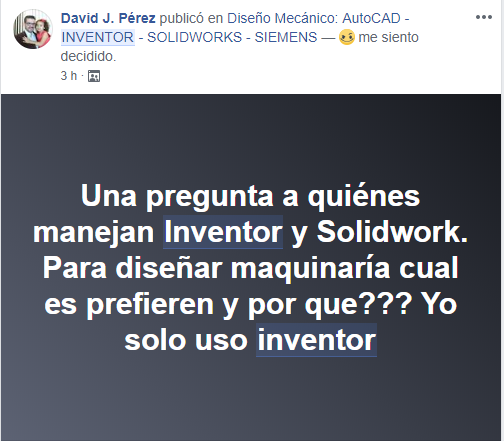 David J. Pérez publicó en Diseño Mecánico: AutoCAD -
INVENTOR - SOLIDWORKS - SIEMENS — me siento
decidido.
3 h ·
Una pregunta a quiénes
manejan Inventor y Solidwork.
Para diseñar maquinaría cual
es prefieren y por que??? Yo
solo uso inventor